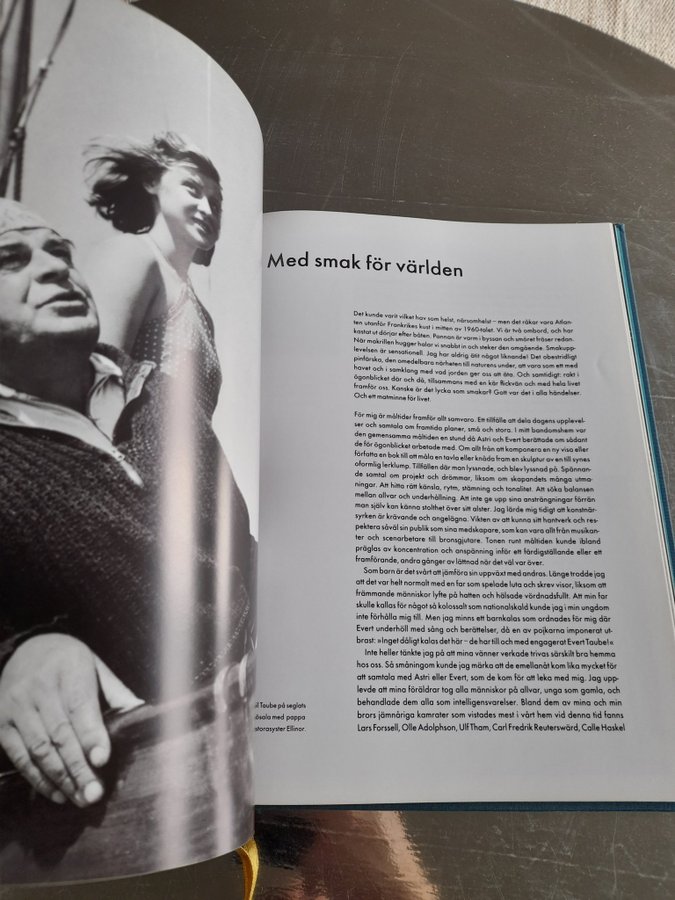 Med smak för världen
Det kunde varit vilket hav som helst, närsomhelst – men det råkar vara Atlan-
ten utanför Frankrikes kust i mitten av 1960-talet. Vi är två ombord, och har
kastat ut dörjar efter båten. Pannan är varm i byssan och smöret fräser redan.
När makrillen hugger halar vi snabbt in och steker den omgående. Smakupp-
levelsen är sensationell. Jag har aldrig ätit något liknande! Det obestridligt
pinfärska, den omedelbara närheten till naturens under, att vara som ett med
havet och i samklang med vad jorden ger oss att äta. Och samtidigt: rakt i
ögonblicket där och då, tillsammans med en kär flickvän och med hela livet
framför oss. Kanske är det lycka som smakar? Gott var det i alla händelser.
Och ett matminne för livet.
För mig är måltider framför allt samvaro. Ett tillfälle att dela dagens upplevel-
ser och samtala om framtida planer, små och stora. I mitt barndomshem var
den gemensamma måltiden en stund då Astri och Evert berättade om sådant
de för ögonblicket arbetade med. Om allt från att komponera en ny visa eller
författa en bok till att måla en tavla eller knåda fram en skulptur av en till synes
oformlig lerklump. Tillfällen där man lyssnade, och blev lyssnad på. Spännan-
de samtal om projekt och drömmar, liksom om skapandets många utma-
ningar. Att hitta rätt känsla, rytm, stämning och tonalitet. Att söka balansen
mellan allvar och underhållning. Att inte ge upp sina ansträngningar förrän
man själv kan känna stolthet över sitt alster. Jag lärde mig tidigt att konstnär-
syrken är krävande och angelägna. Vikten av att kunna sitt hantverk och res-
pektera såväl sin publik som sina medskapare, som kan vara allt från musikan-
ter och scenarbetare till bronsgjutare. Tonen runt måltiden kunde ibland
präglas av koncentration och anspänning inför ett färdigställande eller ett
framförande, andra gånger av lättnad när det väl var över.
Som barn är det svårt att jämföra sin uppväxt med andras. Länge trodde jag
att det var helt normalt med en far som spelade luta och skrev visor, liksom att
främmande människor lyfte på hatten och hälsade vördnadsfullt. Att min far
skulle kallas för något så kolossalt som nationalskald kunde jag i min ungdom
inte förhålla mig till. Men jag minns ett barnkalas som ordnades för mig där
Evert underhöll med sång och berättelser, då en av pojkarna imponerat ut-
brast: »Inget dåligt kalas det här – de har till och med engagerat Evert Taube!«
Inte heller tänkte jag på att mina vänner verkade trivas särskilt bra hemma
hos oss. Så småningom kunde jag märka att de emellanåt kom lika mycket för
att samtala med Astri eller Evert, som de kom för att leka med mig. Jag upp-
levde att mina föräldrar tog alla människor på allvar, unga som gamla, och
behandlade dem alla som intelligensvarelser. Bland dem av mina och min
brors jämnåriga kamrater som vistades mest i vårt hem vid denna tid fanns
Lars Forssell, Olle Adolphson, Ulf Tham, Carl Fredrik Reuterswärd, Calle Haskel
Taube på seglats
med pappa
storasyster Ellinor.